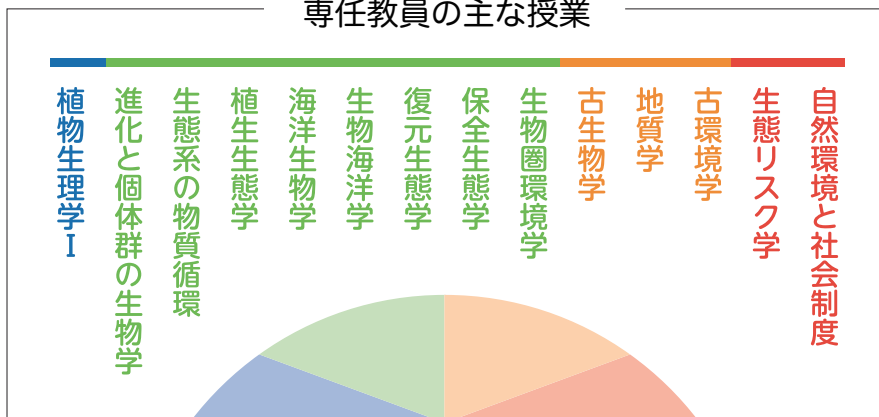 専任教員の主な授業
植物生理学Ⅰ
進化と個体群の生物学
生態系の物質循環
植生生態学
海洋生物学
生物海洋学
復元生態学
保全生態学
生物圏環境学
古生物学
地質学
古環境学
生態リスク学
自然環境と社会制度